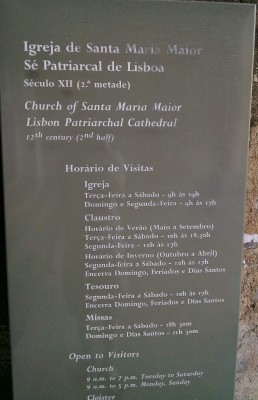 Igreja de Santa Maria Maior
Sé Patriarcal de Lisboa
Século XII (2.ª metade)
Church of Santa Maria Maior
Lisbon Patriarchal Cathedral
12th century (2nd half)
Horário de Visitas
Igreja
Terça-Feira a Sábado - 9h às 19h
Domingo e Segunda-Feira - 9h às 17h
Claustro
Horário de Verão (Maio a Setembro)
Terça-Feira a Sábado - 10h às 18.30h
Segunda-Feira - 10h às 17h
Horário de Inverno (Outubro a Abril)
Segunda-feira a Sábado - 10h às 17h
Encerra Domingo, Feriados e Dias Santos
Tesouro
Segunda-Feira a Sábado - 10h às 17h
Encerra Domingo, Feriados e Dias Santos
Missas
Terça-Feira a Sábado - 18h 30m
Domingo e Dias Santos - 11h 30m
Open to Visitors
Church
9 a.m. to 7 p.m. Tuesday to Saturday
9 a.m. to 5 p.m. Monday, Sunday
Cloister